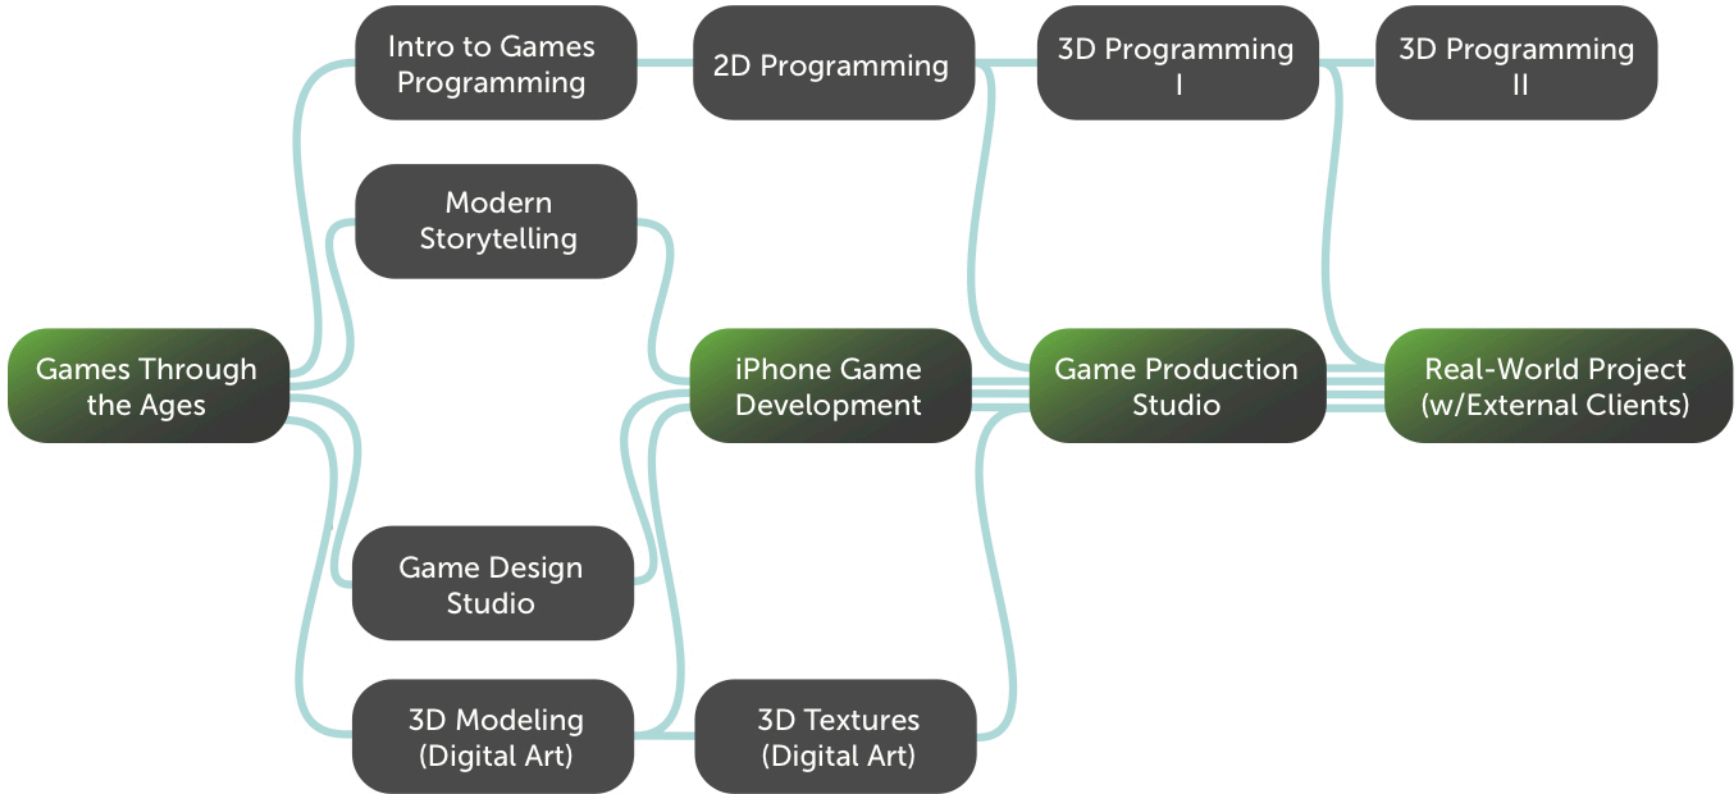 Intro to Games
Programming
2D Programming
3D Programming
I
3D Programming
II
Modern
Storytelling
Games Through
the Ages
iPhone Game
Development
Game Production
Studio
Real-World Project
(w/External Clients)
Game Design
Studio
3D Modeling
(Digital Art)
3D Textures
(Digital Art)